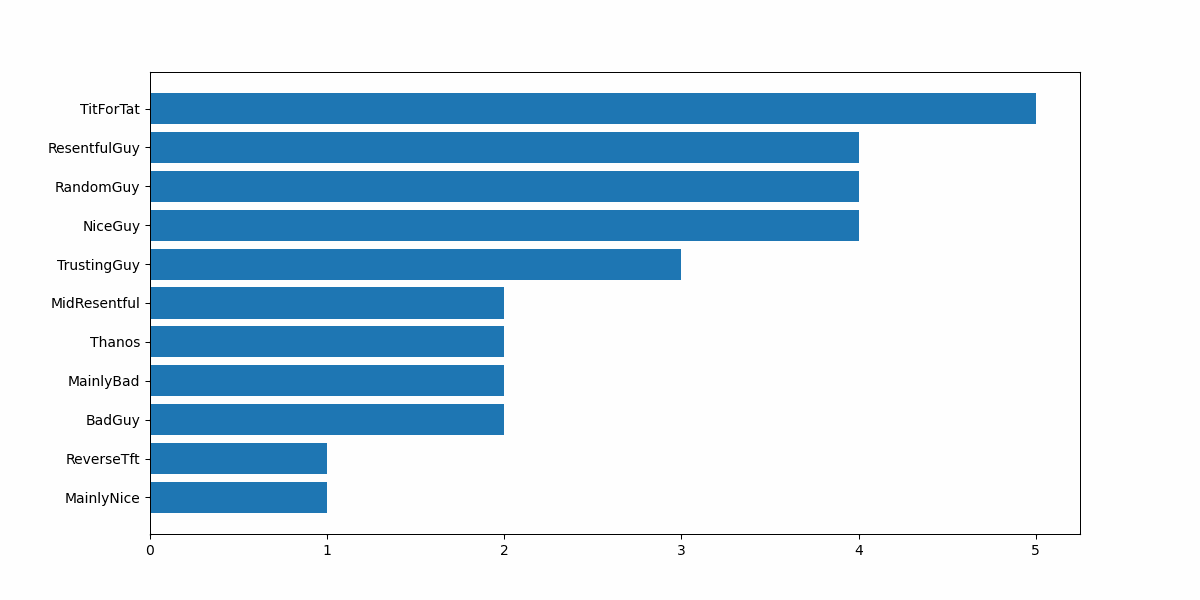 TitForTat
ResentfulGuy
RandomGuy
NiceGuy
TrustingGuy
MidResentful
Thanos
MainlyBad
BadGuy
ReverseTft
MainlyNice
0 1 2 3 4 5